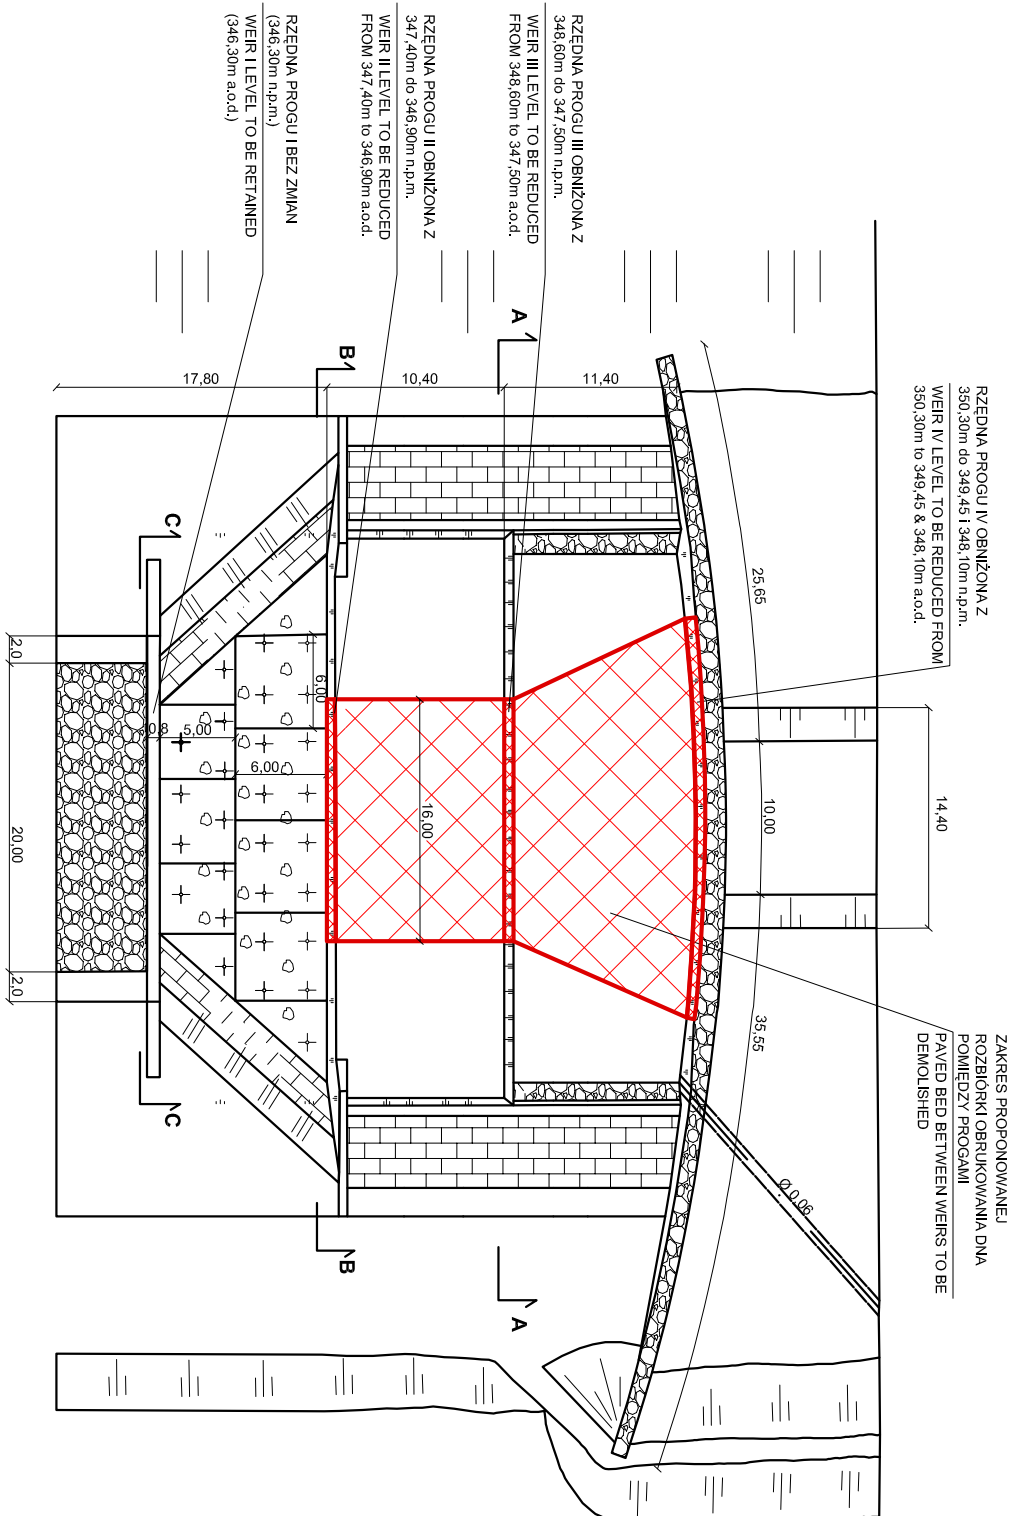 RZĘDNA PROGU IV OBNIŻONA Z
350,30m do 349,45 i 348,10m n.p.m.
WEIR IV LEVEL TO BE REDUCED FROM
350,30m to 349,45 & 348,10m a.o.d.
ZAKRES PROPONOWANEJ
ROZBIÓRKI OBRUKOWANIA DNA
POMIĘDZY PROGAMI
PAVED BED BETWEEN WEIRS TO BE
DEMOLISHED
RZĘDNA PROGU III OBNIŻONA Z
348,60m do 347,50m n.p.m.
WEIR III LEVEL TO BE REDUCED
FROM 348,60m to 347,50m a.o.d.
RZĘDNA PROGU II OBNIŻONA Z
347,40m do 346,90m n.p.m.
WEIR II LEVEL TO BE REDUCED
FROM 347,40m to 346,90m a.o.d.
RZĘDNA PROGU I BEZ ZMIAN
(346,30m n.p.m.)
WEIR I LEVEL TO BE RETAINED
(346,30m a.o.d.)
14,40
25,65
10,00
35,55
Ø 0,06
11,40
10,40
17,80
A
A
B
B
C
C
16,00
6,00
6,00
5,00
0,8
2,0
20,00
2,0